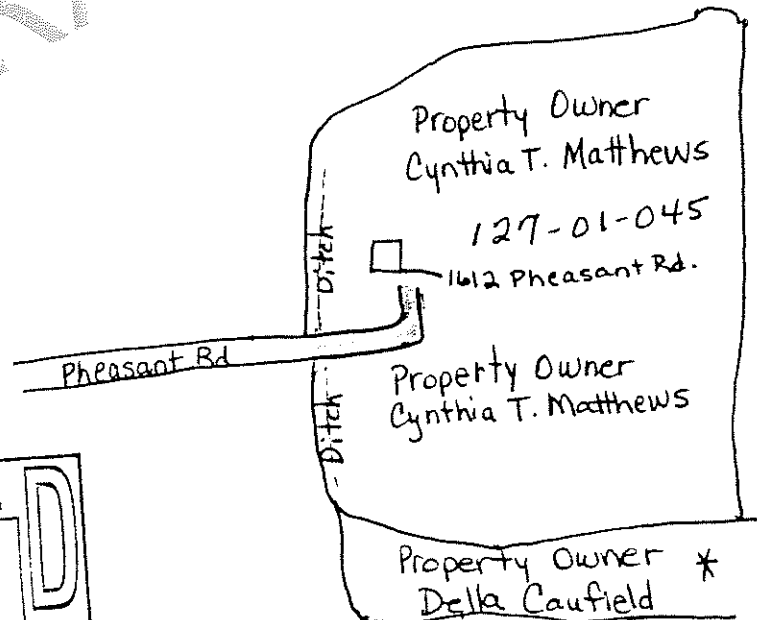 Property Owner
Cynthia T. Matthews
127-01-045
1612 Pheasant Rd.
Ditch
Pheasant Rd
Property Owner
Cynthia T. Matthews
Ditch
D
Property Owner *
Della Caufield